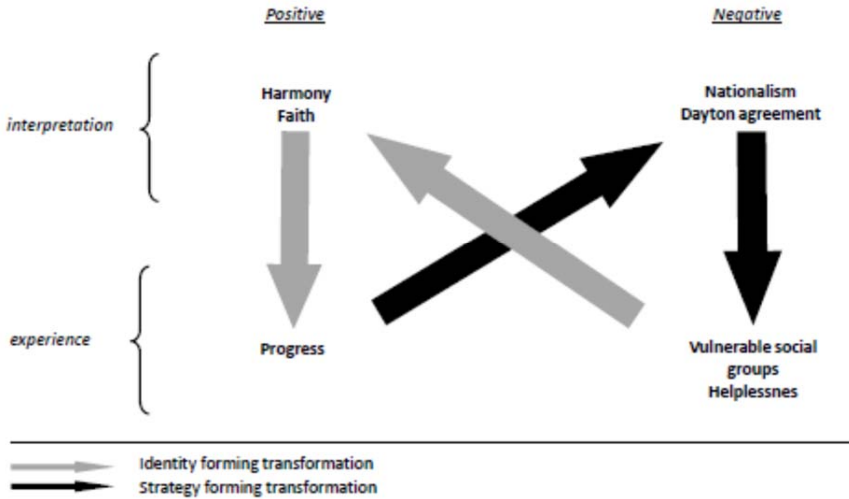 Positive
Negative
Harmony
Faith
Nationalism
Dayton agreement
interpretation
experience
Progress
Vulnerable social
groups
Helplessnes
Identity forming transformation
Strategy forming transformation